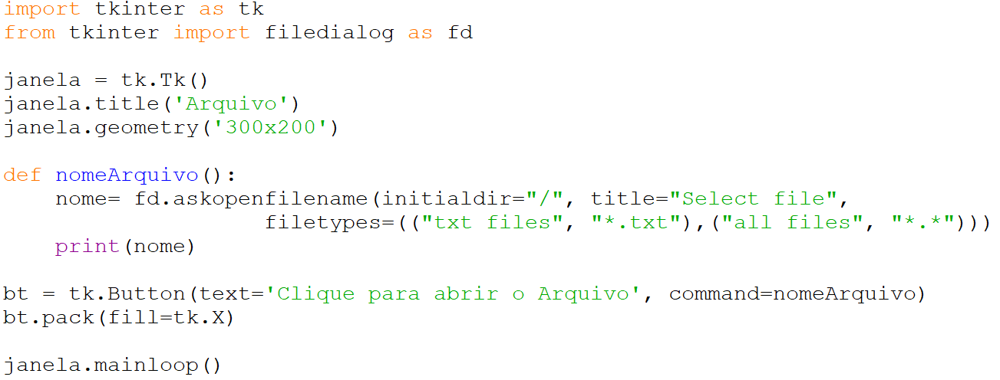 import tkinter as tk
from tkinter import filedialog as fd
janela = tk.Tk()
janela.title('Arquivo')
janela.geometry('300x200')
def nomeArquivo():
    nome= fd.askopenfilename(initialdir="/", title="Select file",
                    filetypes=(("txt files", "*.txt"),("all files", "*.*")))
    print(nome)
bt = tk.Button(text='Clique para abrir o Arquivo', command=nomeArquivo)
bt.pack(fill=tk.X)
janela.mainloop()